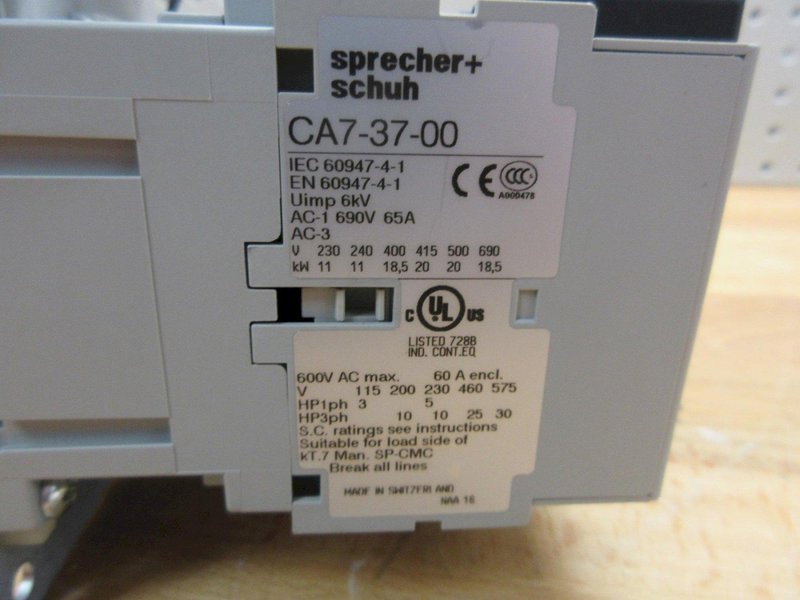 sprecher+
schuh
CA7-37-00
IEC 60947-4-1
EN 60947-4-1
Uimp 6kV
AC-1 690V 65A
AC-3
CE CCC
A000478
V 230 240 400 415 500 690
kW 11 11 18,5 20 20 18,5
C UL US
LISTED 728B
IND. CONT.EQ
600V AC max. 60 A encl.
V 115 200 230 460 575
HP1ph 3 5
HP3ph 10 10 25 30
S.C. ratings see instructions
Suitable for load side of
kT.7 Man. SP-CMC
Break all lines
MADE IN SWITZERLAND
NAA 16